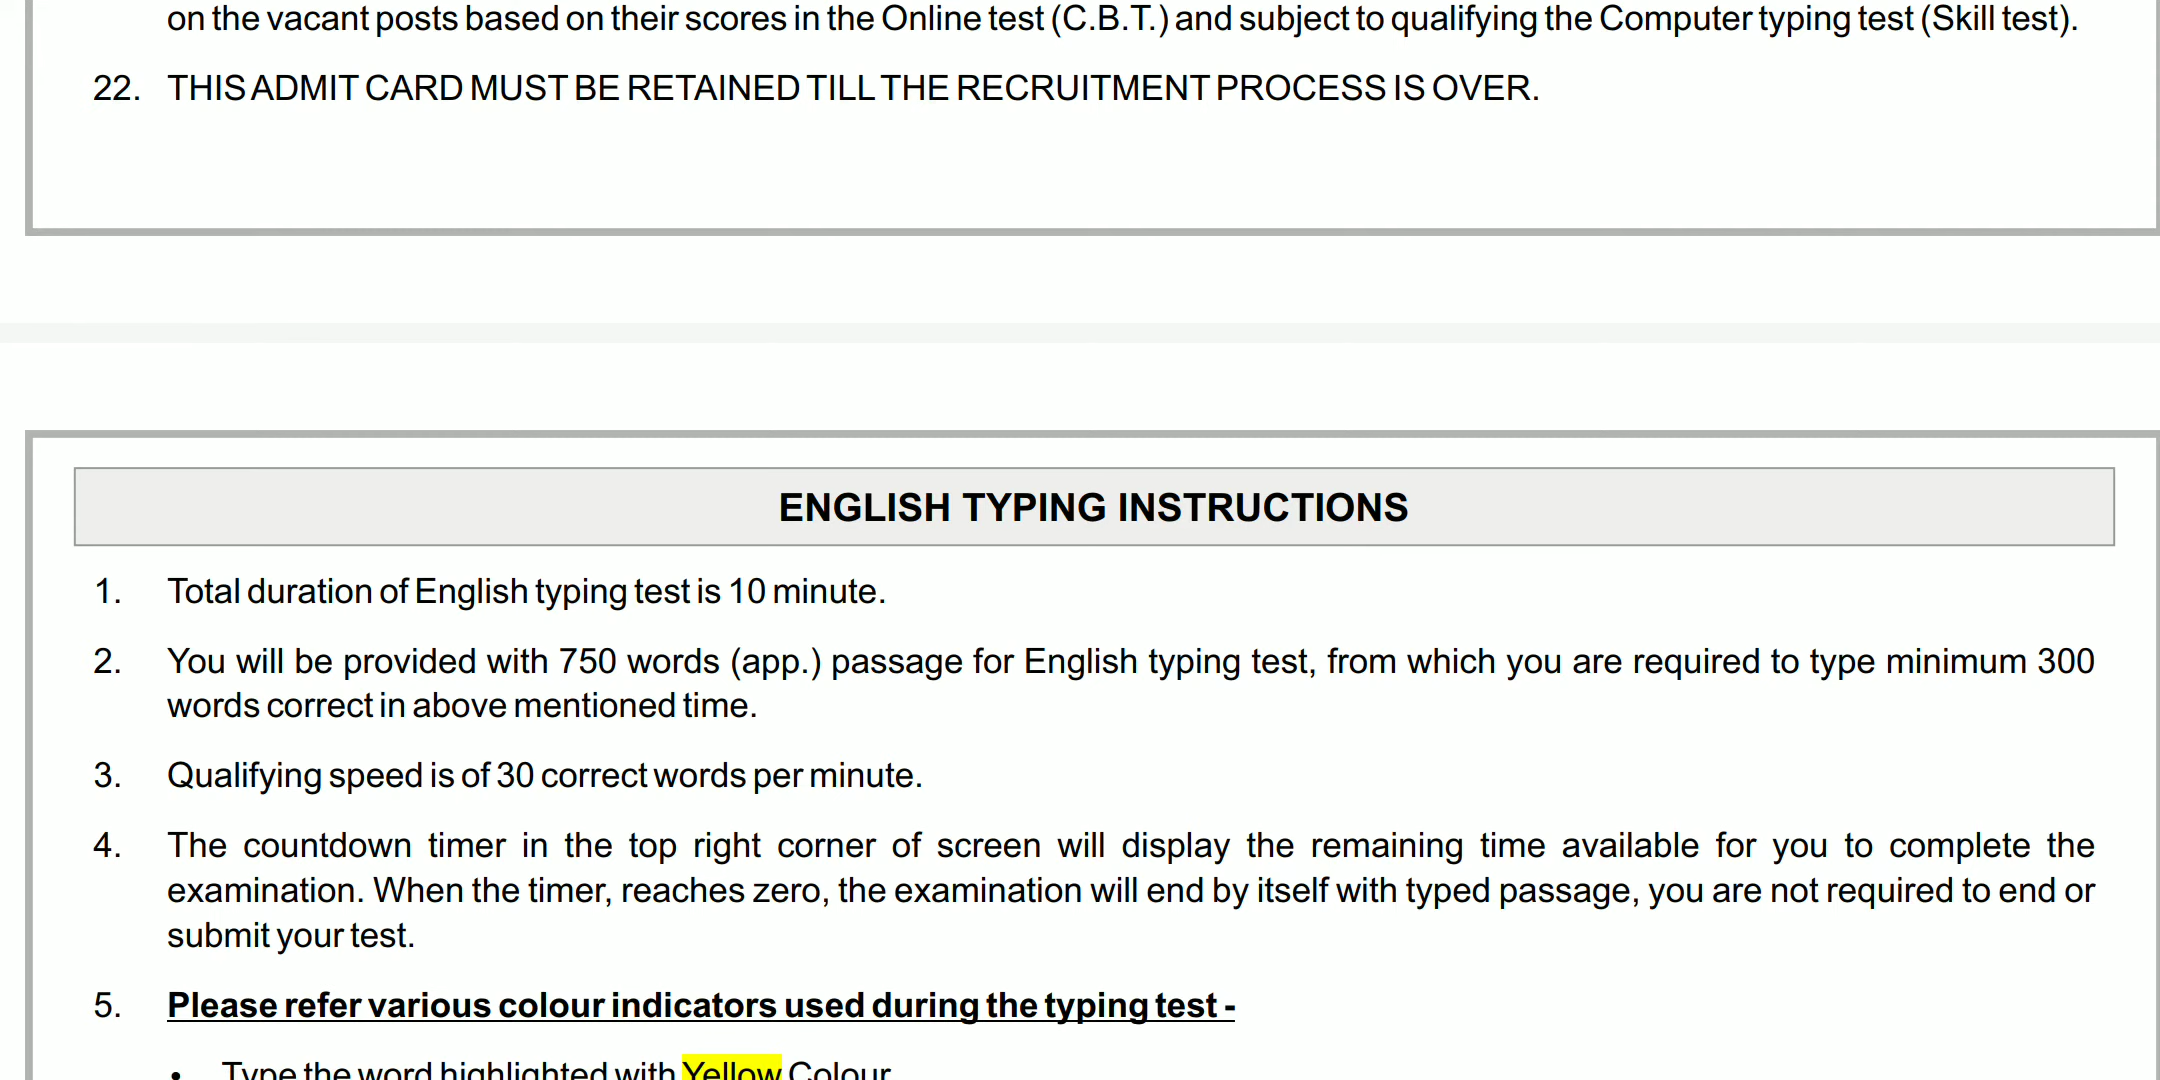 on the vacant posts based on their scores in the Online test (C.B.T.) and subject to qualifying the Computer typing test (Skill test).
22. THIS ADMIT CARD MUST BE RETAINED TILL THE RECRUITMENT PROCESS IS OVER.
ENGLISH TYPING INSTRUCTIONS
1. Total duration of English typing test is 10 minute.
2. You will be provided with 750 words (app.) passage for English typing test, from which you are required to type minimum 300
words correct in above mentioned time.
3. Qualifying speed is of 30 correct words per minute.
4. The countdown timer in the top right corner of screen will display the remaining time available for you to complete the
examination. When the timer, reaches zero, the examination will end by itself with typed passage, you are not required to end or
submit your test.
5. Please refer various colour indicators used during the typing test -
• Type the word highlighted with Yellow Colour